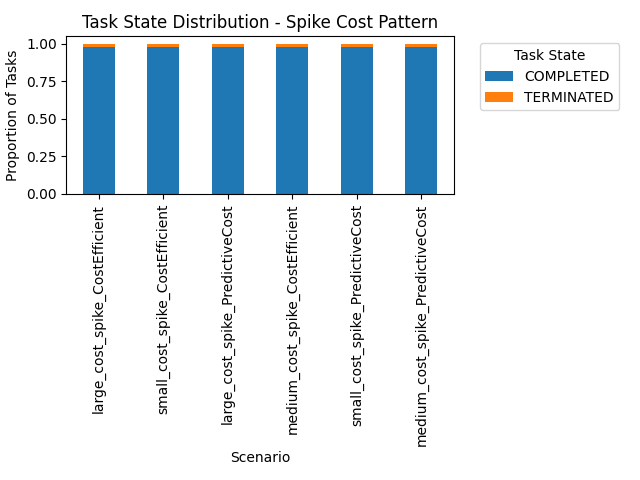 Task State Distribution - Spike Cost Pattern
Proportion of Tasks
1.00
0.75
0.50
0.25
0.00
large_cost_spike_CostEfficient
small_cost_spike_CostEfficient
large_cost_spike_PredictiveCost
medium_cost_spike_CostEfficient
small_cost_spike_PredictiveCost
medium_cost_spike_PredictiveCost
Scenario
Task State
COMPLETED
TERMINATED